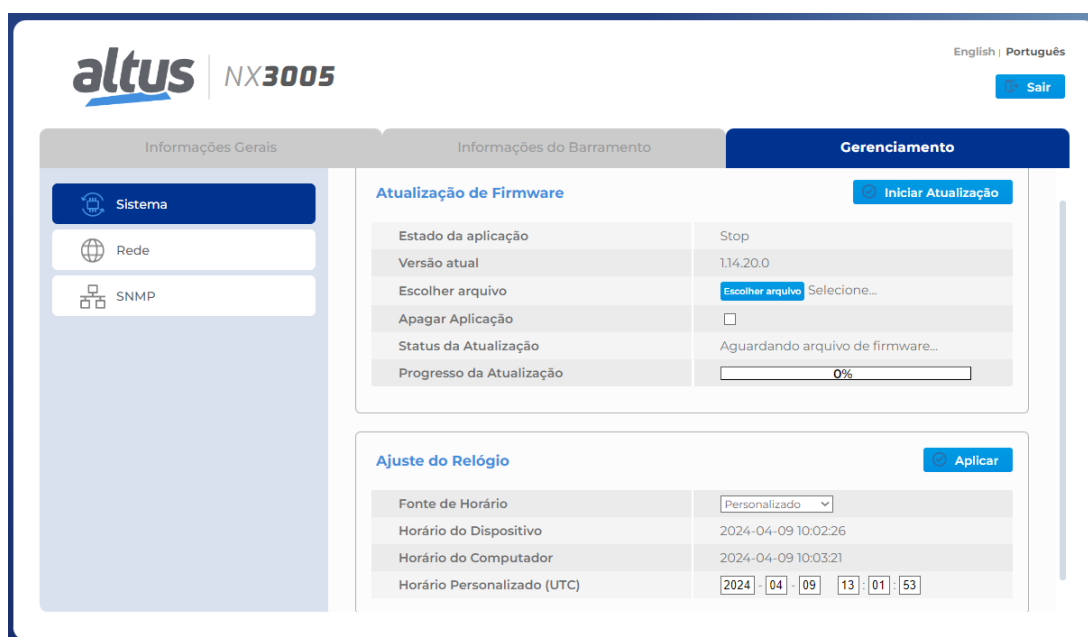 English | Português
altus NX3005
Sair
Informações Gerais Informações do Barramento Gerenciamento
Sistema
Rede
SNMP
Atualização de Firmware Iniciar Atualização
Estado da aplicação Stop
Versão atual 1.14.20.0
Escolher arquivo Escolher arquivo Selecione...
Apagar Aplicação
Status da Atualização Aguardando arquivo de firmware...
Progresso da Atualização 0%
Ajuste do Relógio Aplicar
Fonte de Horário Personalizado
Horário do Dispositivo 2024-04-09 10:02:26
Horário do Computador 2024-04-09 10:03:21
Horário Personalizado (UTC) 2024 - 04 - 09 13 : 01 : 53